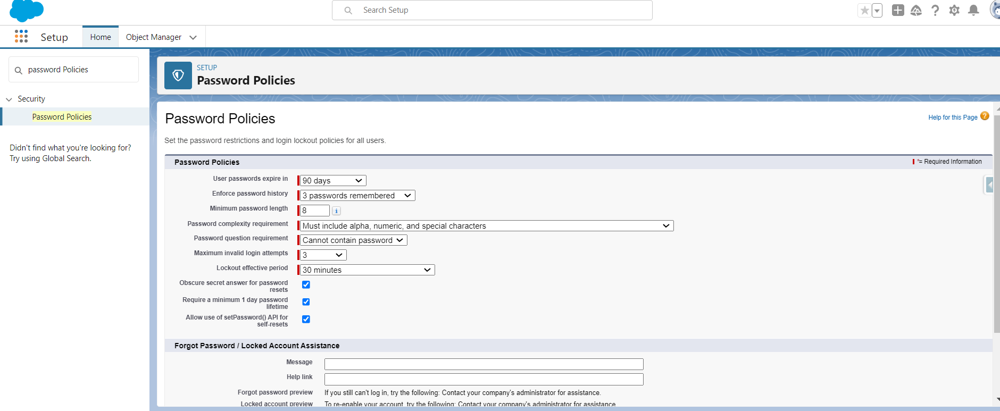 Search Setup
Setup
Home
Object Manager
password Policies
Security
Password Policies
Didn't find what you're looking for?
Try using Global Search.
SETUP
Password Policies
Password Policies
Help for this Page
Set the password restrictions and login lockout policies for all users.
Password Policies
*= Required Information
User passwords expire in
90 days
Enforce password history
3 passwords remembered
Minimum password length
8
i
Password complexity requirement
Must include alpha, numeric, and special characters
Password question requirement
Cannot contain password
Maximum invalid login attempts
3
Lockout effective period
30 minutes
Obscure secret answer for password
resets
Require a minimum 1 day password
lifetime
Allow use of setPassword() API for
self-resets
Forgot Password / Locked Account Assistance
Message
Help link
Forgot password preview
If you still can't log in, try the following: Contact your company's administrator for assistance.
Locked account preview
To re-enable your account, try the following: Contact your company's administrator for assistance.